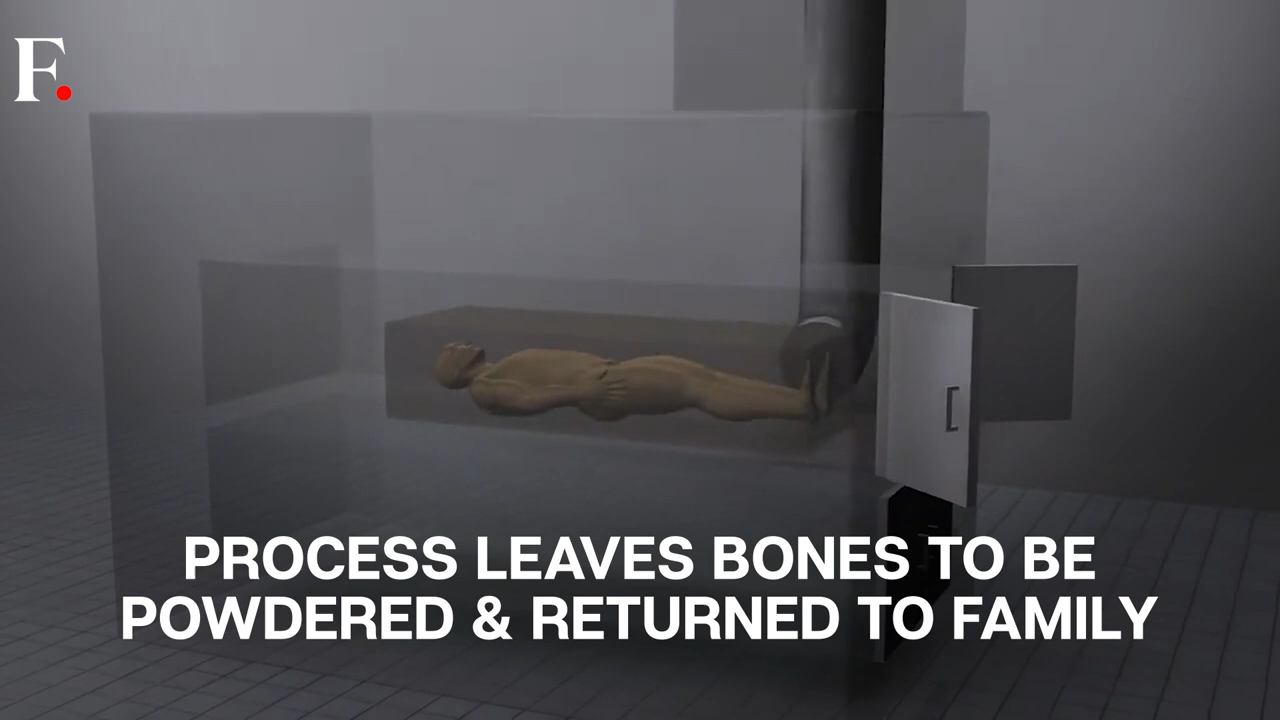 F.
PROCESS LEAVES BONES TO BE
POWDERED & RETURNED TO FAMILY